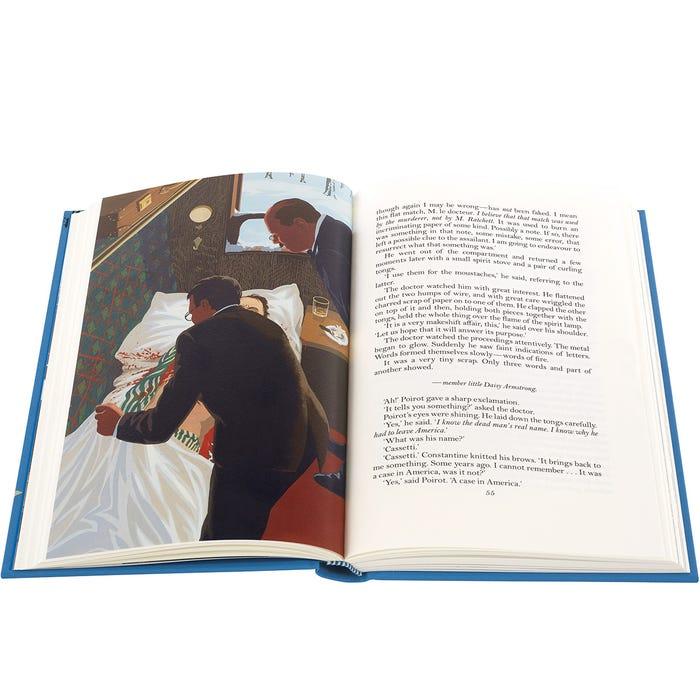 though again I may be wrong—has not been faked. I mean
this flat match, M. le docteur. I believe that that match was used
by the murderer, not by M. Ratchett. It was used to burn an
incriminating paper of some kind. Possibly a note. If so, there
was something in that note, some mistake, some error, that
left a possible clue to the assailant. I am going to endeavour to
resurrect what that something was.'
He went out of the compartment and returned a few
moments later with a small spirit stove and a pair of curling
tongs.
'I use them for the moustaches,' he said, referring to the
latter.
The doctor watched him with great interest. He flattened
out the two humps of wire, and with great care wriggled the
charred scrap of paper on to one of them. He clapped the other
on top of it and then, holding both pieces together with the
tongs, held the whole thing over the flame of the spirit lamp.
'It is a very makeshift affair, this,' he said over his shoulder.
'Let us hope that it will answer its purpose.'
The doctor watched the proceedings attentively. The metal
began to glow. Suddenly he saw faint indications of letters.
Words formed themselves slowly—words of fire.
It was a very tiny scrap. Only three words and part of
another showed.
—member little Daisy Armstrong.
'Ah!' Poirot gave a sharp exclamation.
'It tells you something?' asked the doctor.
Poirot's eyes were shining. He laid down the tongs carefully.
'Yes,' he said. 'I know the dead man's real name. I know why he
had to leave America.'
'What was his name?'
'Cassetti.'
'Cassetti.' Constantine knitted his brows. 'It brings back to
me something. Some years ago. I cannot remember . . . It was
a case in America, was it not?'
'Yes,' said Poirot. 'A case in America.'
55